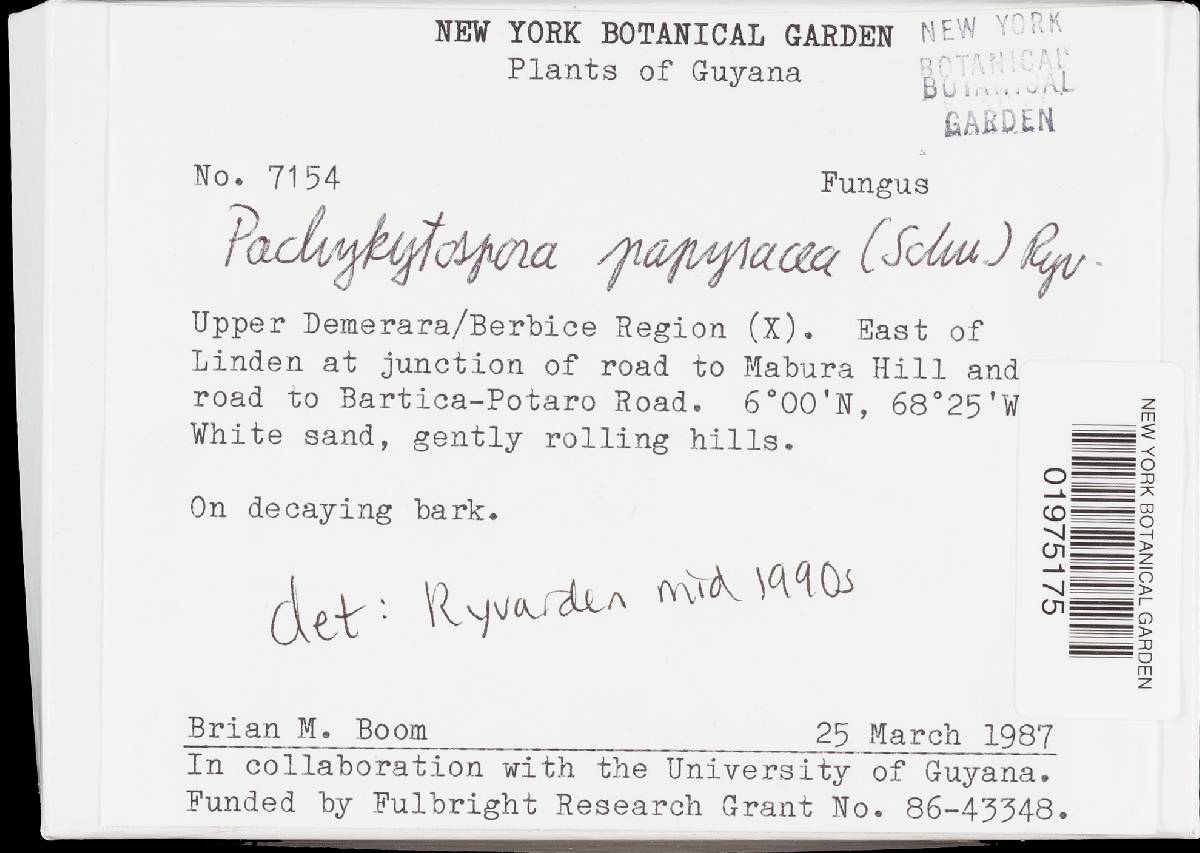 NEW YORK BOTANICAL GARDEN
Plants of Guyana
NEW YORK
BOTANICAL
BOTANICAL
GARDEN
No. 7154
Fungus
Pachykytospora papyracea (Schw) Ryv.
Upper Demerara/Berbice Region (X). East of
Linden at junction of road to Mabura Hill and
road to Bartica-Potaro Road. 6°00'N, 68°25'W
White sand, gently rolling hills.
On decaying bark.
det: Ryvarden mid 1990s
Brian M. Boom
25 March 1987
In collaboration with the University of Guyana.
Funded by Fulbright Research Grant No. 86-43348.
01975175
NEW YORK BOTANICAL GARDEN